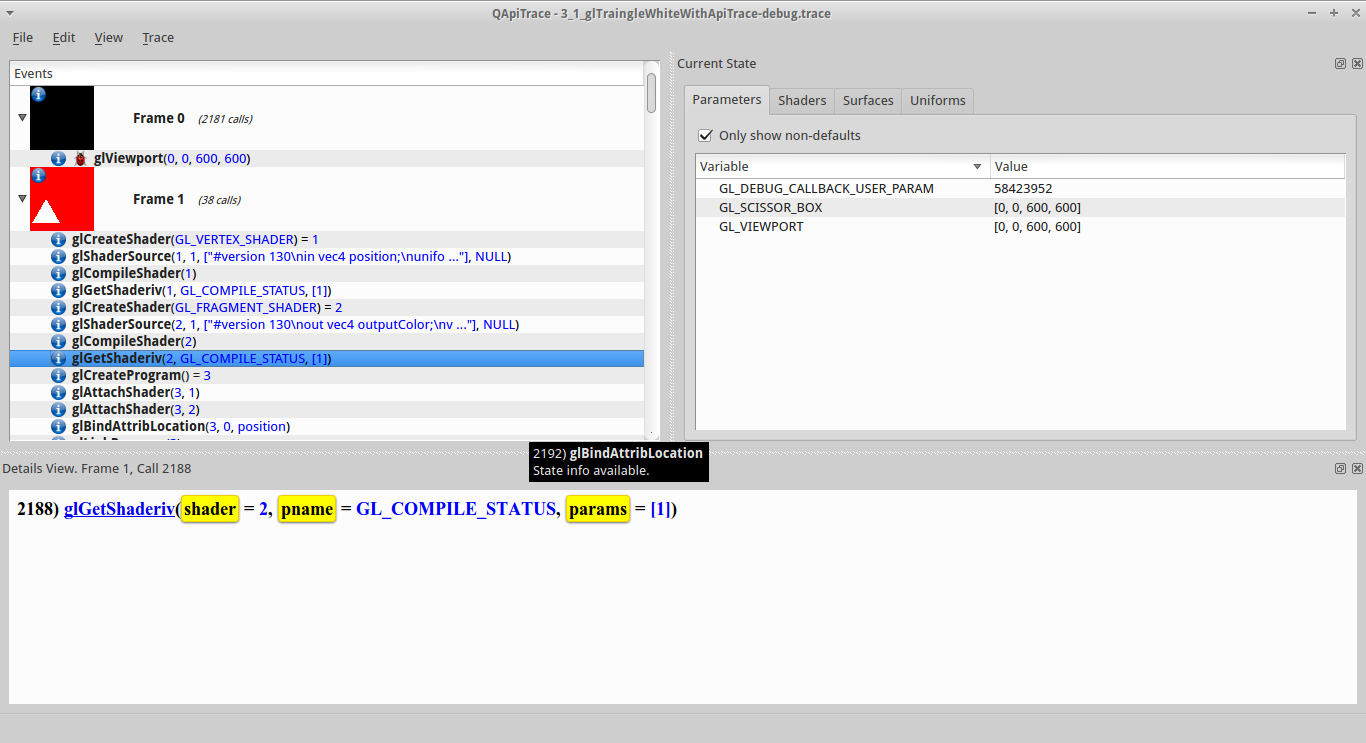 QApiTrace - 3_1_glTraingleWhiteWithApiTrace-debug.trace
File Edit View Trace
Events
Frame 0 (2181 calls)
glViewport(0, 0, 600, 600)
Frame 1 (38 calls)
glCreateShader(GL_VERTEX_SHADER) = 1
glShaderSource(1, 1, ["#version 130\nin vec4 position;\nunifo ..."], NULL)
glCompileShader(1)
glGetShaderiv(1, GL_COMPILE_STATUS, [1])
glCreateShader(GL_FRAGMENT_SHADER) = 2
glShaderSource(2, 1, ["#version 130\nout vec4 outputColor;\nv ..."], NULL)
glCompileShader(2)
glGetShaderiv(2, GL_COMPILE_STATUS, [1])
glCreateProgram() = 3
glAttachShader(3, 1)
glAttachShader(3, 2)
glBindAttribLocation(3, 0, position)
Current State
Parameters Shaders Surfaces Uniforms
Only show non-defaults
Variable Value
GL_DEBUG_CALLBACK_USER_PARAM 58423952
GL_SCISSOR_BOX [0, 0, 600, 600]
GL_VIEWPORT [0, 0, 600, 600]
2192) glBindAttribLocation
State info available.
Details View. Frame 1, Call 2188
2188) glGetShaderiv(shader = 2, pname = GL_COMPILE_STATUS, params = [1])